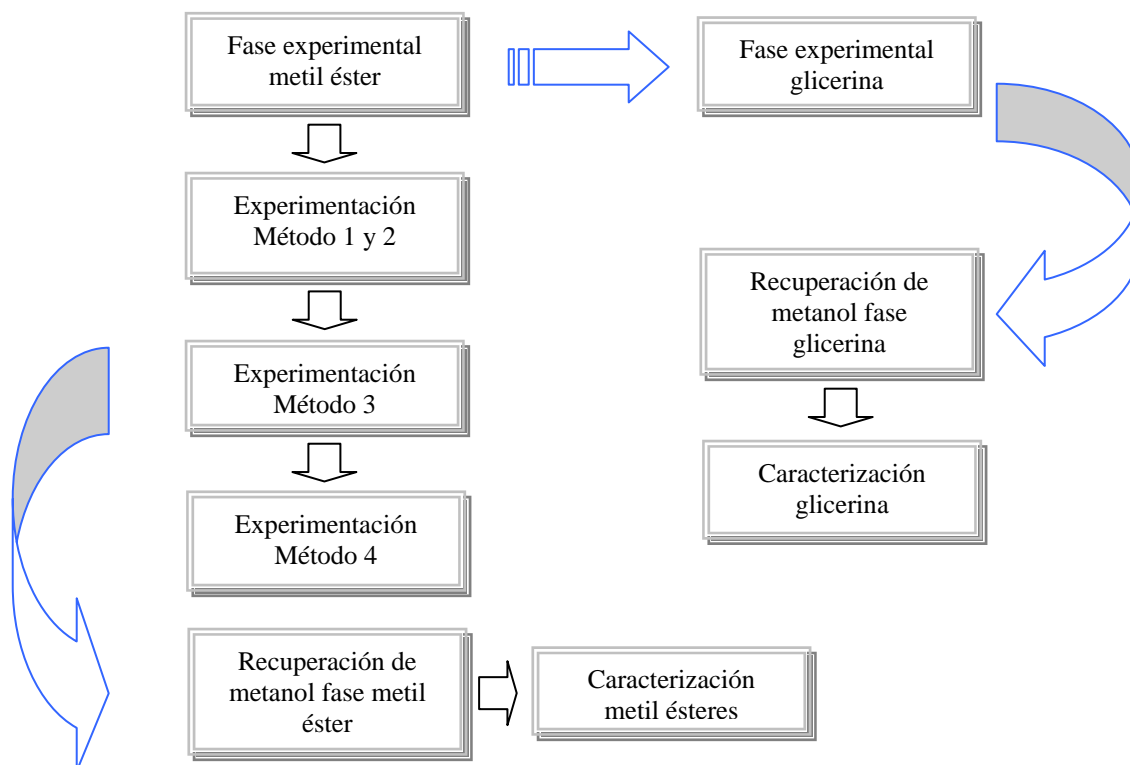 Fase experimental
metil éster
Fase experimental
glicerina
Experimentación
Método 1 y 2
Recuperación de
metanol fase
glicerina
Experimentación
Método 3
Caracterización
glicerina
Experimentación
Método 4
Recuperación de
metanol fase metil
éster
Caracterización
metil ésteres